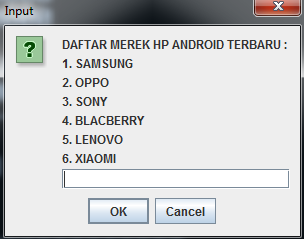 Input
DAFTAR MEREK HP ANDROID TERBARU :
1. SAMSUNG
2. OPPO
3. SONY
4. BLACBERRY
5. LENOVO
6. XIAOMI
OK
Cancel